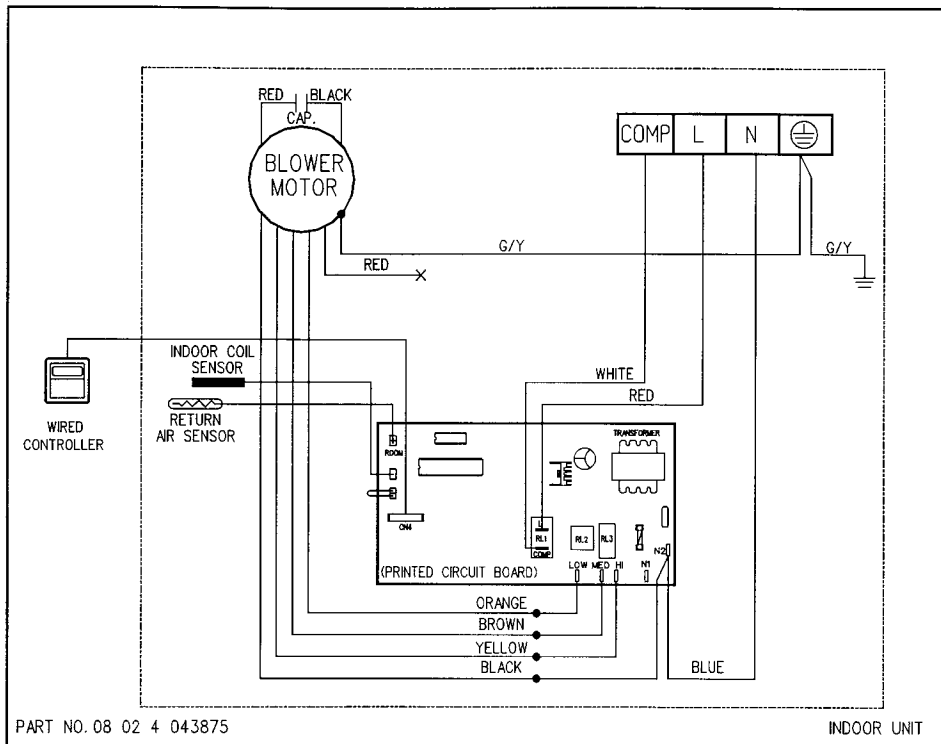 RED
BLACK
CAP.
BLOWER
MOTOR
COMP
L
N
G/Y
G/Y
RED
INDOOR COIL
SENSOR
WHITE
RED
RETURN
AIR SENSOR
WIRED
CONTROLLER
ROOM
TRANSFORMER
CN4
L
RL1
COMP
RL2
RL3
N2
(PRINTED CIRCUIT BOARD)
LOW MED HI
N1
ORANGE
BROWN
YELLOW
BLACK
BLUE
PART NO. 08 02 4 043875
INDOOR UNIT